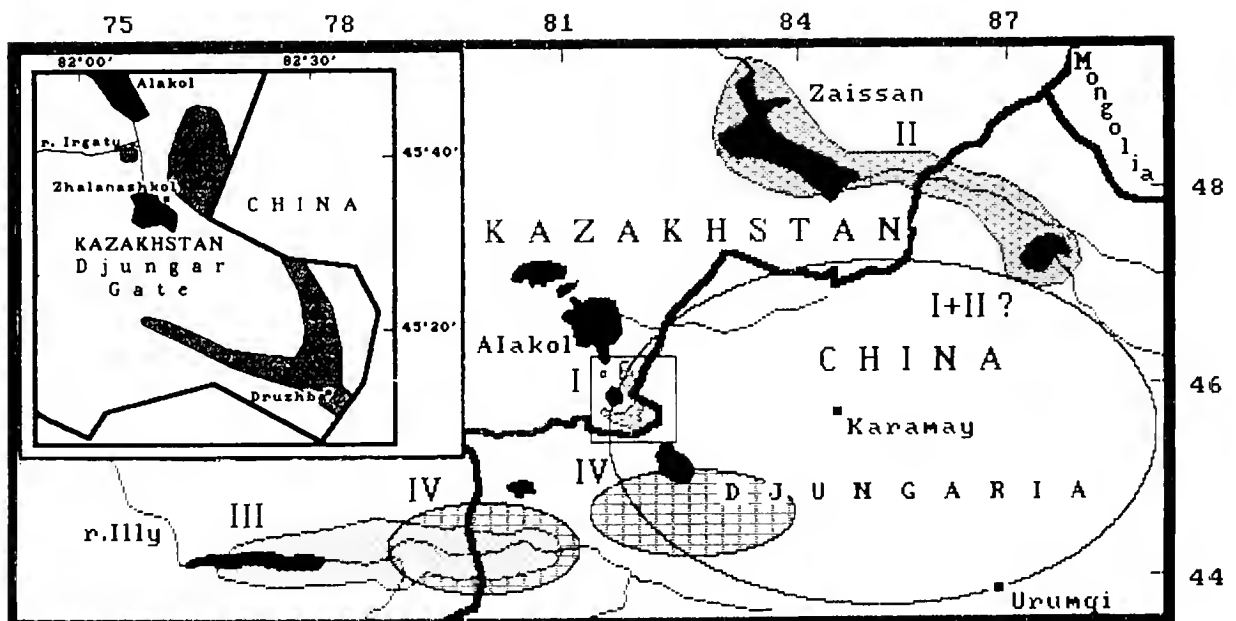 75 78 81 84 87
82°00' 82°30'
Alakol
r. Irgaty
45°40'
Zhalanashkol
CHINA
KAZAKHSTAN
Djungar
Gate
45°20'
Druzhba
Zaissan
Mongolja
II
48
KAZAKHSTAN
I+II ?
Alakol
CHINA
I
46
Karamay
IV
IV
DJUNGARIA
III
r.Illy
44
Urumqi